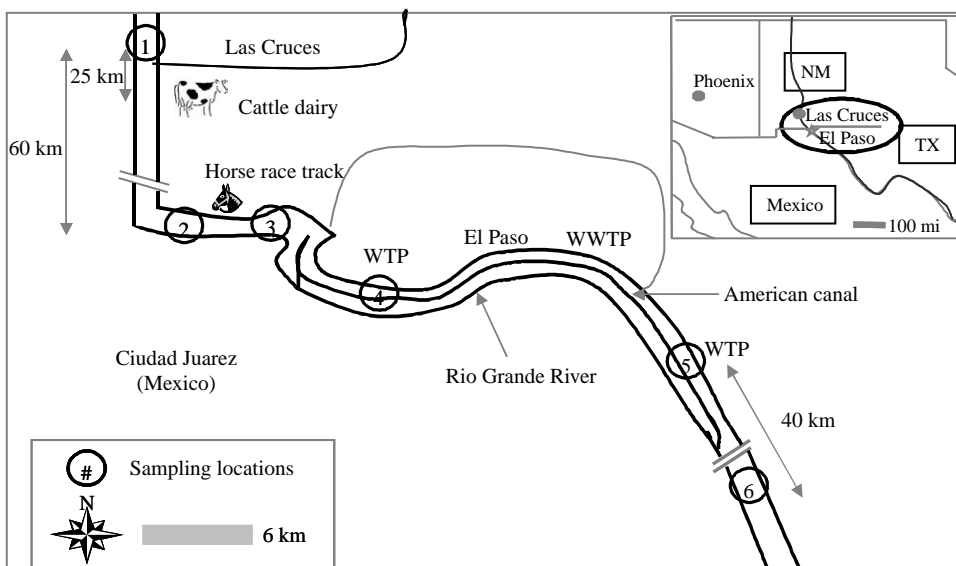 1
Las Cruces
25 km
Cattle dairy
60 km
Horse race track
2
3
WTP
El Paso
WWTP
4
American canal
Ciudad Juarez
(Mexico)
Rio Grande River
5
WTP
40 km
6
#
Sampling locations
N
6 km
Phoenix
NM
Las Cruces
El Paso
TX
Mexico
100 mi